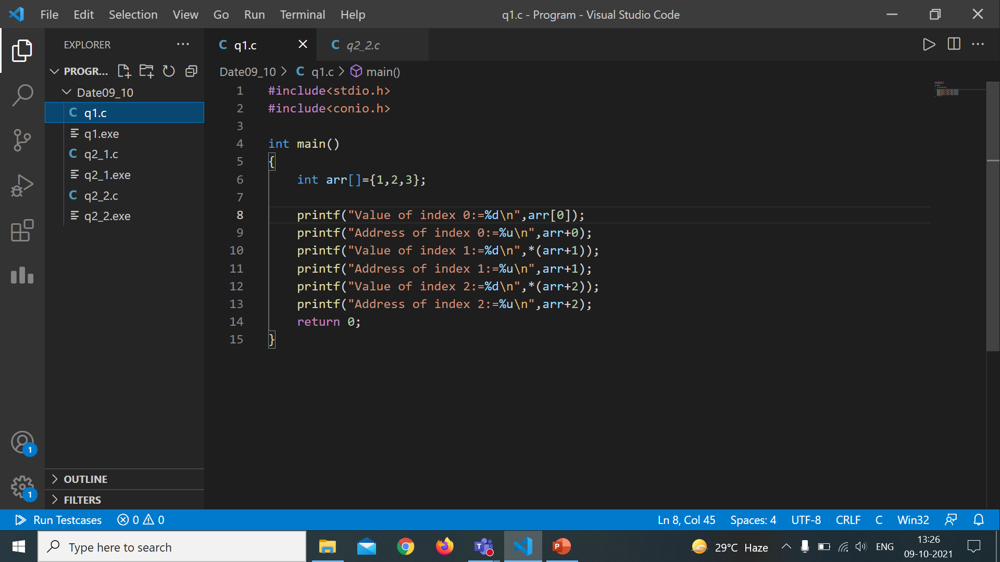 File Edit Selection View Go Run Terminal Help q1.c - Program - Visual Studio Code
EXPLORER
C q1.c
C q2_2.c
PROGR...
Date09_10 > C q1.c > main()
Date09_10
C q1.c
q1.exe
C q2_1.c
q2_1.exe
C q2_2.c
q2_2.exe
1 #include<stdio.h>
2 #include<conio.h>
3
4 int main()
5 {
6 int arr[]={1,2,3};
7
8 printf("Value of index 0:=%d\n",arr[0]);
9 printf("Address of index 0:=%u\n",arr+0);
10 printf("Value of index 1:=%d\n",*(arr+1));
11 printf("Address of index 1:=%u\n",arr+1);
12 printf("Value of index 2:=%d\n",*(arr+2));
13 printf("Address of index 2:=%u\n",arr+2);
14 return 0;
15 }
1
1
OUTLINE
FILTERS
Run Testcases 0 0 Ln 8, Col 45 Spaces: 4 UTF-8 CRLF C Win32
Type here to search
T
P
29°C Haze
ENG
13:26
09-10-2021